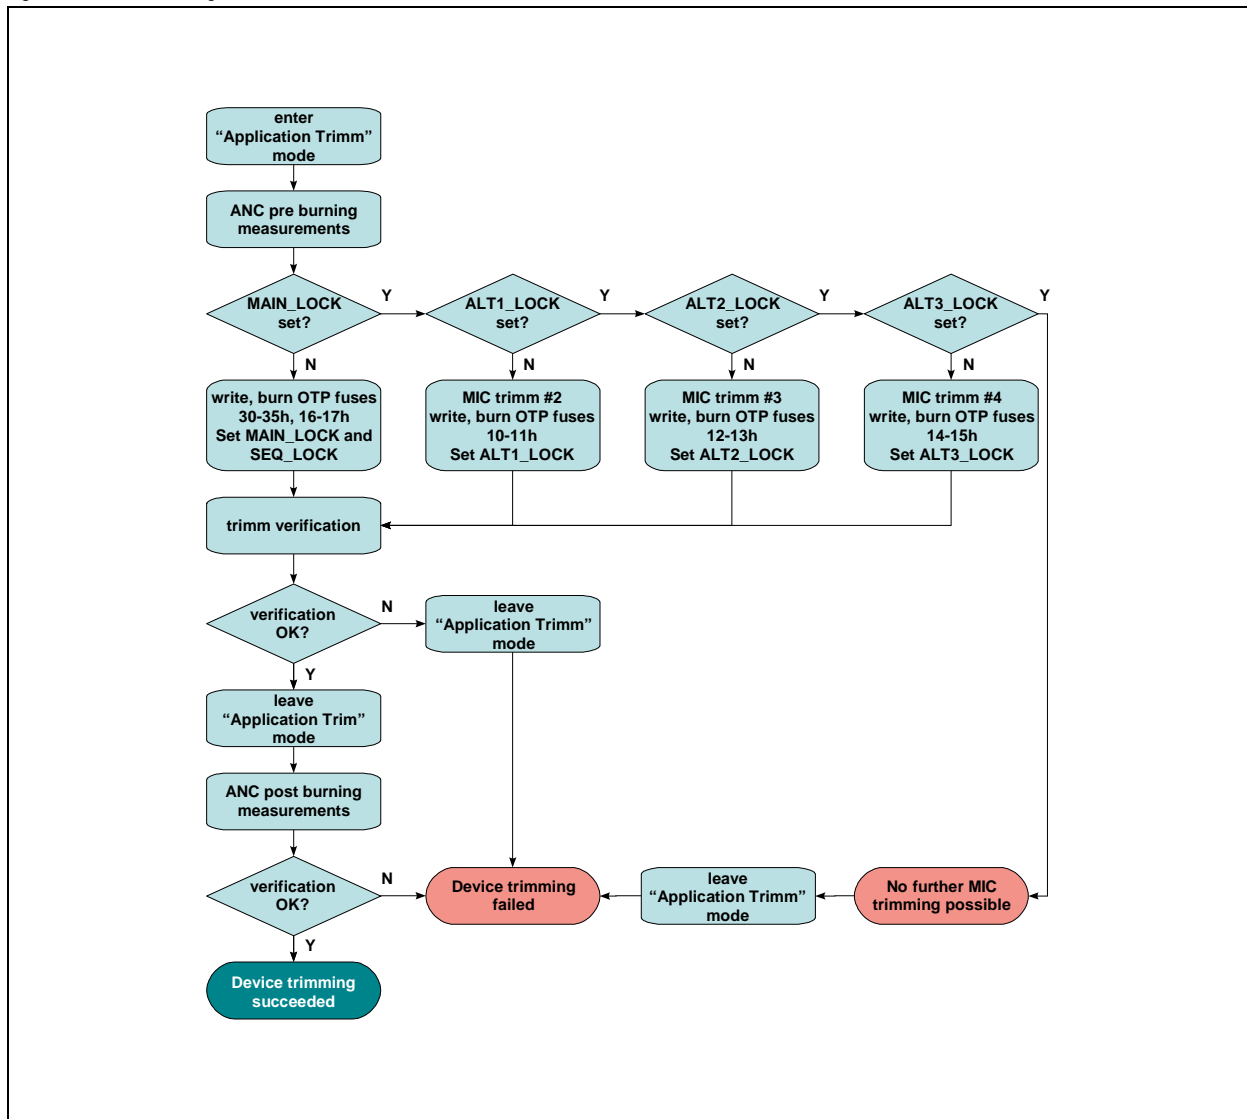 enter
“Application Trimm”
mode
ANC pre burning
measurements
MAIN_LOCK
set?
Y
ALT1_LOCK
set?
Y
ALT2_LOCK
set?
Y
ALT3_LOCK
set?
Y
N
N
N
N
write, burn OTP fuses
30-35h, 16-17h
Set MAIN_LOCK and
SEQ_LOCK
MIC trimm #2
write, burn OTP fuses
10-11h
Set ALT1_LOCK
MIC trimm #3
write, burn OTP fuses
12-13h
Set ALT2_LOCK
MIC trimm #4
write, burn OTP fuses
14-15h
Set ALT3_LOCK
trimm verification
verification
OK?
N
leave
“Application Trimm”
mode
Y
leave
“Application Trim”
mode
ANC post burning
measurements
verification
OK?
N
Device trimming
failed
leave
“Application Trimm”
mode
No further MIC
trimming possible
Y
Device trimming
succeeded